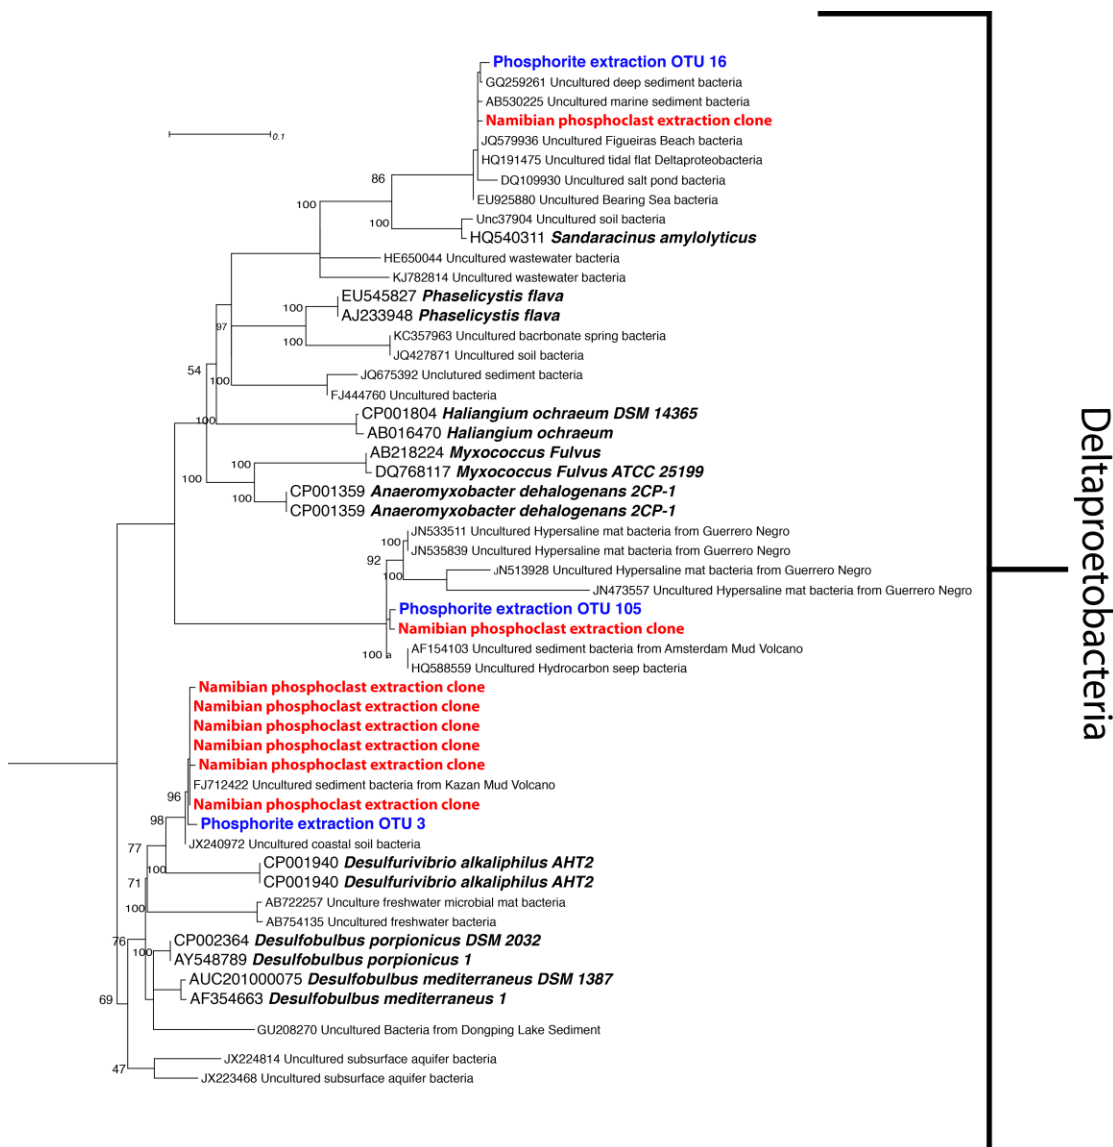 Phosphorite extraction OTU 16
GQ259261 Uncultured deep sediment bacteria
AB530225 Uncultured marine sediment bacteria
0.1
Namibian phosphoclast extraction clone
JQ579936 Uncultured Figueiras Beach bacteria
HQ191475 Uncultured tidal flat Deltaproteobacteria
86
DQ109930 Uncultured salt pond bacteria
EU925880 Uncultured Bearing Sea bacteria
100
Unc37904 Uncultured soil bacteria
100
HQ540311 Sandaracinus amylolyticus
HE650044 Uncultured wastewater bacteria
KJ782814 Uncultured wastewater bacteria
EU545827 Phaselicystis flava
100
AJ233948 Phaselicystis flava
97
KC357963 Uncultured bacrbonate spring bacteria
100
JQ427871 Uncultured soil bacteria
54
JQ675392 Unclutured sediment bacteria
100
FJ444760 Uncultured bacteria
CP001804 Haliangium ochraeum DSM 14365
100
AB016470 Haliangium ochraeum
AB218224 Myxococcus Fulvus
100
DQ768117 Myxococcus Fulvus ATCC 25199
100
CP001359 Anaeromyxobacter dehalogenans 2CP-1
100
CP001359 Anaeromyxobacter dehalogenans 2CP-1
JN533511 Uncultured Hypersaline mat bacteria from Guerrero Negro
100
JN535839 Uncultured Hypersaline mat bacteria from Guerrero Negro
92
JN513928 Uncultured Hypersaline mat bacteria from Guerrero Negro
100
JN473557 Uncultured Hypersaline mat bacteria from Guerrero Negro
Phosphorite extraction OTU 105
Namibian phosphoclast extraction clone
AF154103 Uncultured sediment bacteria from Amsterdam Mud Volcano
100 a
HQ588559 Uncultured Hydrocarbon seep bacteria
Namibian phosphoclast extraction clone
Namibian phosphoclast extraction clone
Namibian phosphoclast extraction clone
Namibian phosphoclast extraction clone
Namibian phosphoclast extraction clone
FJ712422 Uncultured sediment bacteria from Kazan Mud Volcano
96
Namibian phosphoclast extraction clone
98
Phosphorite extraction OTU 3
JX240972 Uncultured coastal soil bacteria
77
CP001940 Desulfurivibrio alkaliphilus AHT2
100
CP001940 Desulfurivibrio alkaliphilus AHT2
71
AB722257 Unculture freshwater microbial mat bacteria
100
AB754135 Uncultured freshwater bacteria
76
CP002364 Desulfobulbus porpionicus DSM 2032
100
AY548789 Desulfobulbus porpionicus 1
AUC201000075 Desulfobulbus mediterraneus DSM 1387
69
AF354663 Desulfobulbus mediterraneus 1
GU208270 Uncultured Bacteria from Dongping Lake Sediment
JX224814 Uncultured subsurface aquifer bacteria
47
JX223468 Uncultured subsurface aquifer bacteria
Deltaproetobacteria